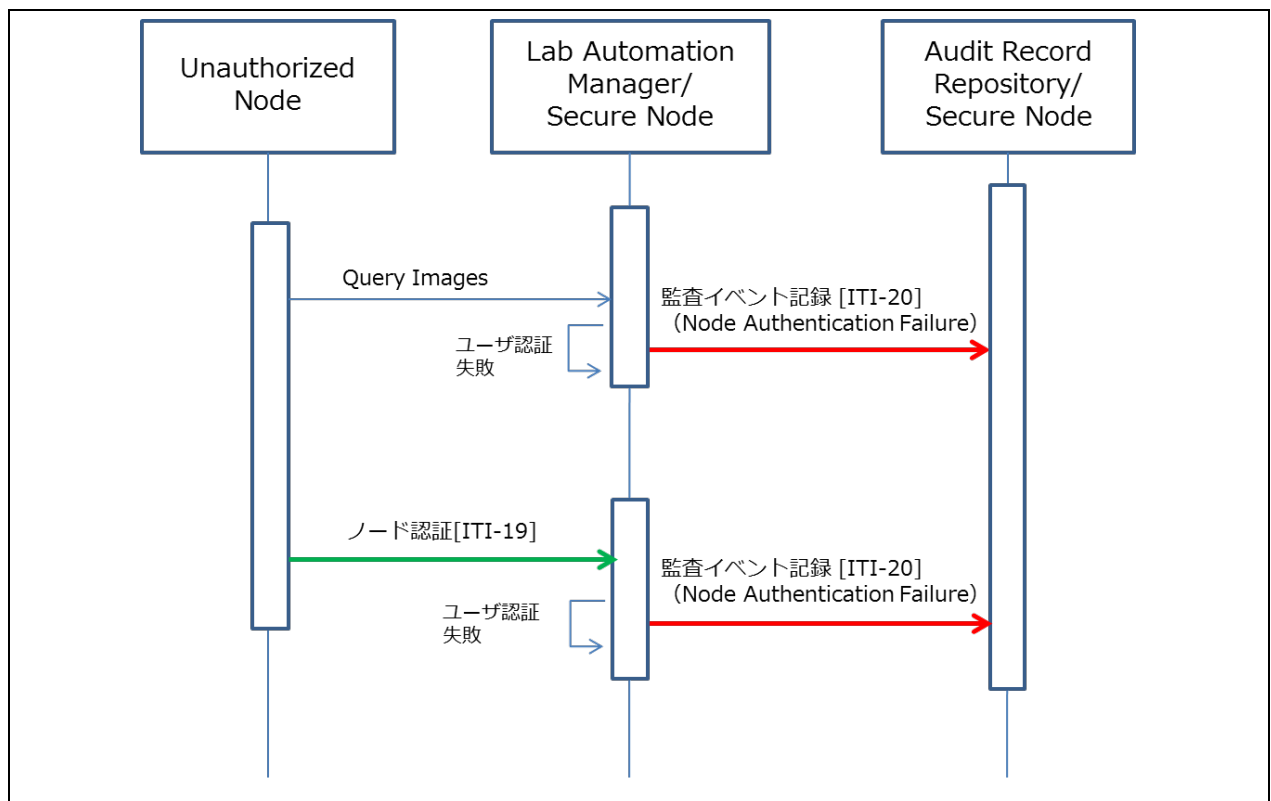 Unauthorized
Node
Lab Automation
Manager/
Secure Node
Audit Record
Repository/
Secure Node
Query Images
監査イベント記録 [ITI-20]
（Node Authentication Failure）
ユーザ認証
失敗
ノード認証[ITI-19]
監査イベント記録 [ITI-20]
（Node Authentication Failure）
ユーザ認証
失敗